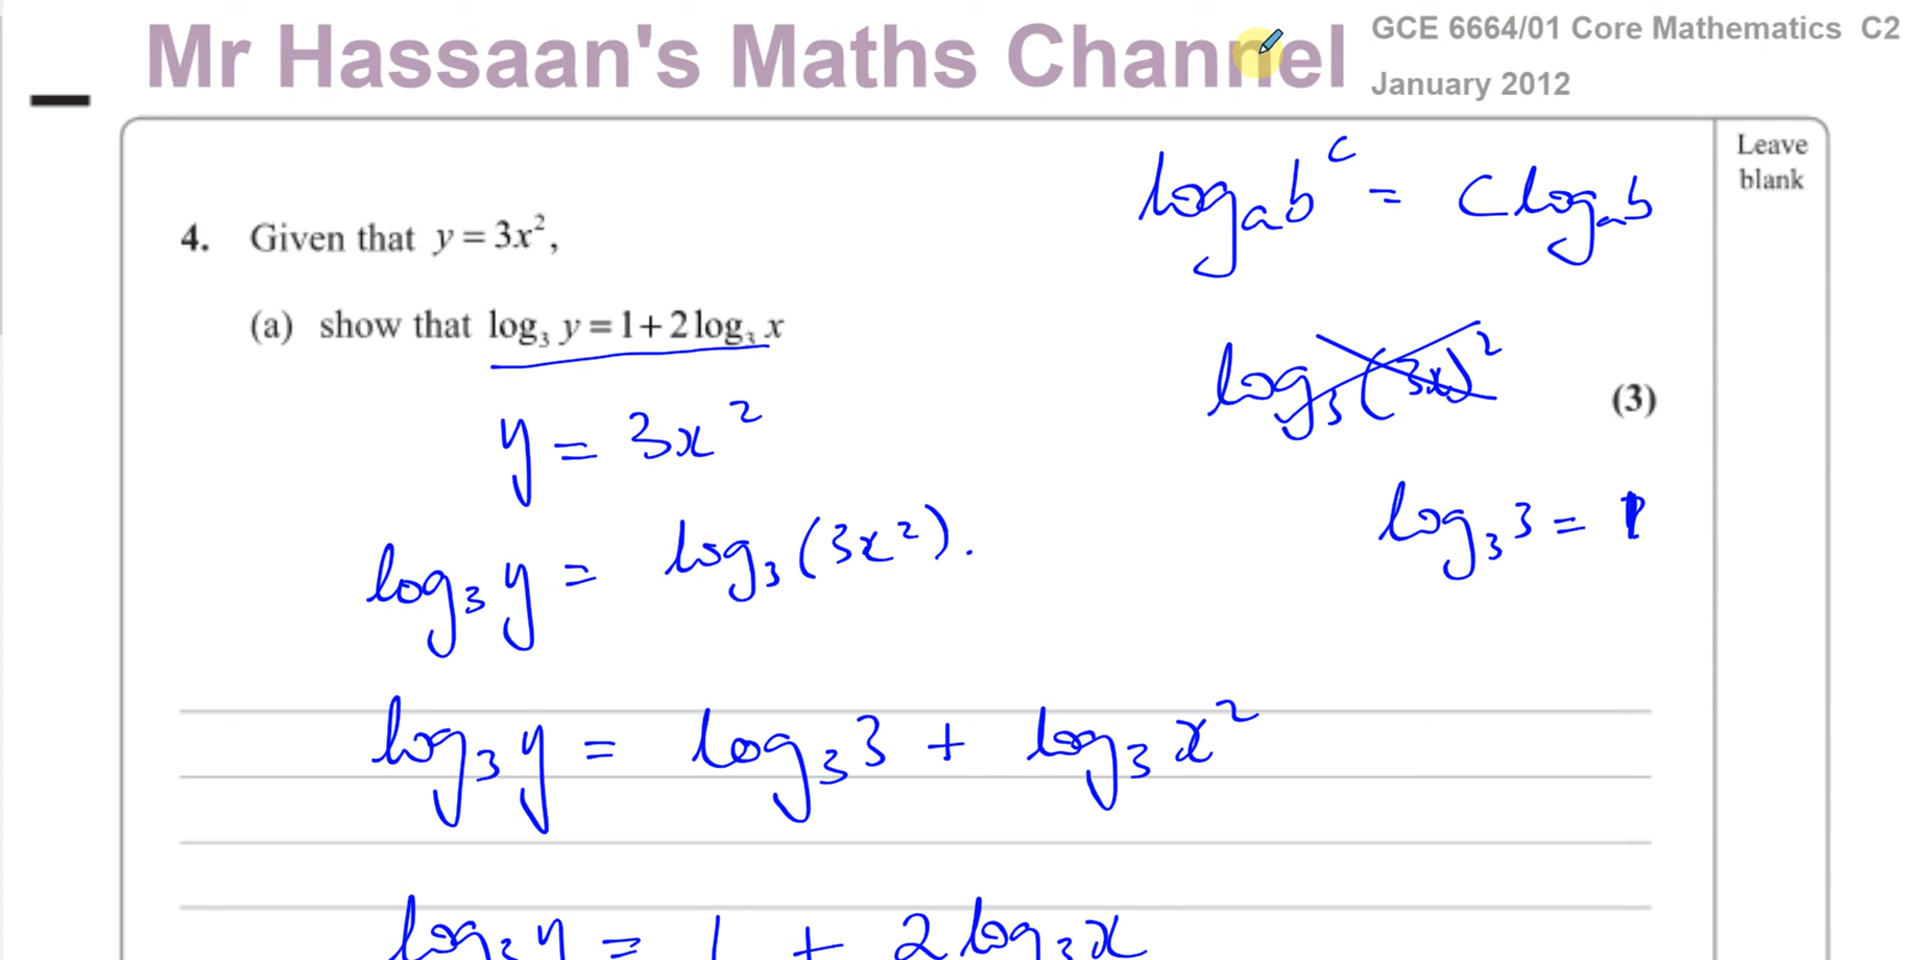 Mr Hassaan's Maths Channel
GCE 6664/01 Core Mathematics C2
January 2012
Leave
blank
logₐbᶜ = c logₐb
4. Given that y = 3x²,
(a) show that log₃ y = 1 + 2 log₃ x
log₃(3x)²
(3)
y = 3x²
log₃3 = 1
log₃y = log₃(3x²).
log₃y = log₃3 + log₃x²
log₃y = 1 + 2log₃x